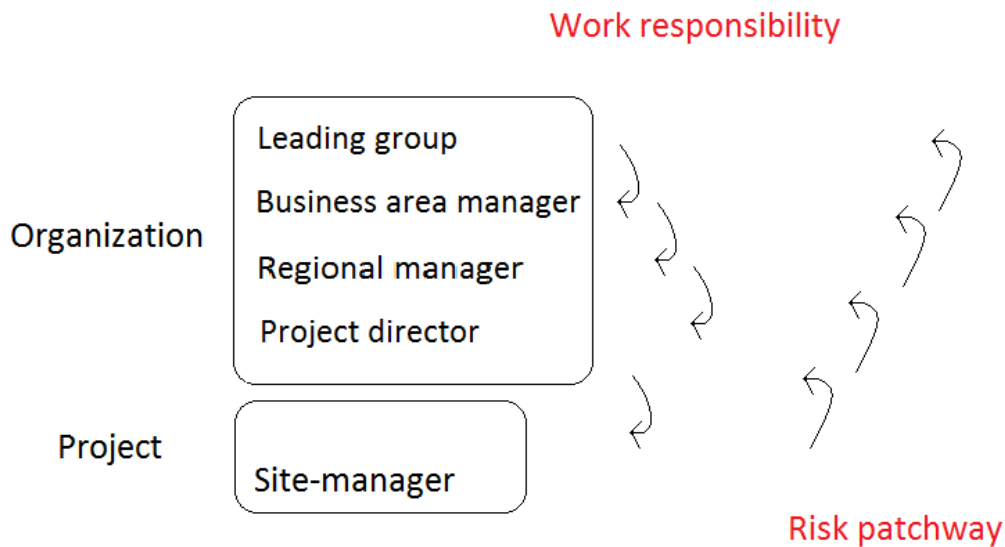 Work responsibility
Leading group
Business area manager
Organization
Regional manager
Project director
Project
Site-manager
Risk patchway